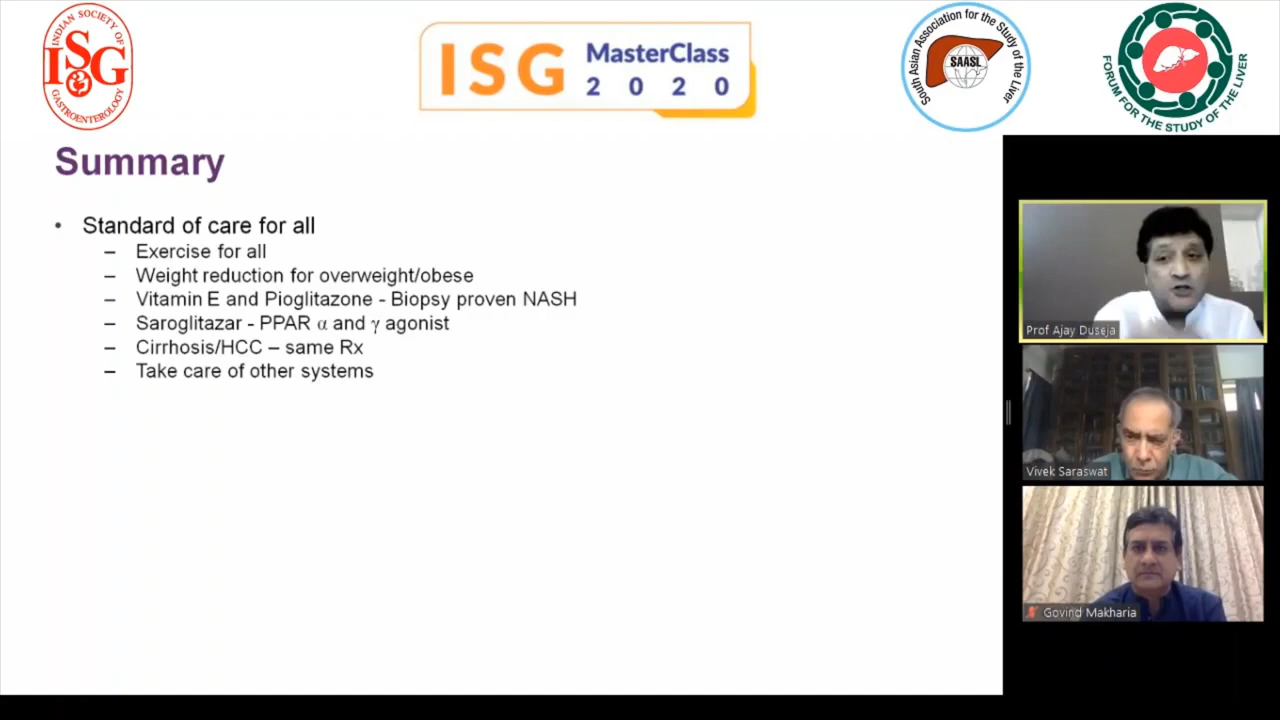 INDIAN SOCIETY OF
ISG
GASTROENTEROLOGY
ISG MasterClass
2 0 2 0
South Asian Association for the Study of the Liver
SAASL
FORUM FOR THE STUDY OF THE LIVER
Summary
• Standard of care for all
– Exercise for all
– Weight reduction for overweight/obese
– Vitamin E and Pioglitazone - Biopsy proven NASH
– Saroglitazar - PPAR α and γ agonist
– Cirrhosis/HCC – same Rx
– Take care of other systems
Prof Ajay Duseja
Vivek Saraswat
Govind Makharia